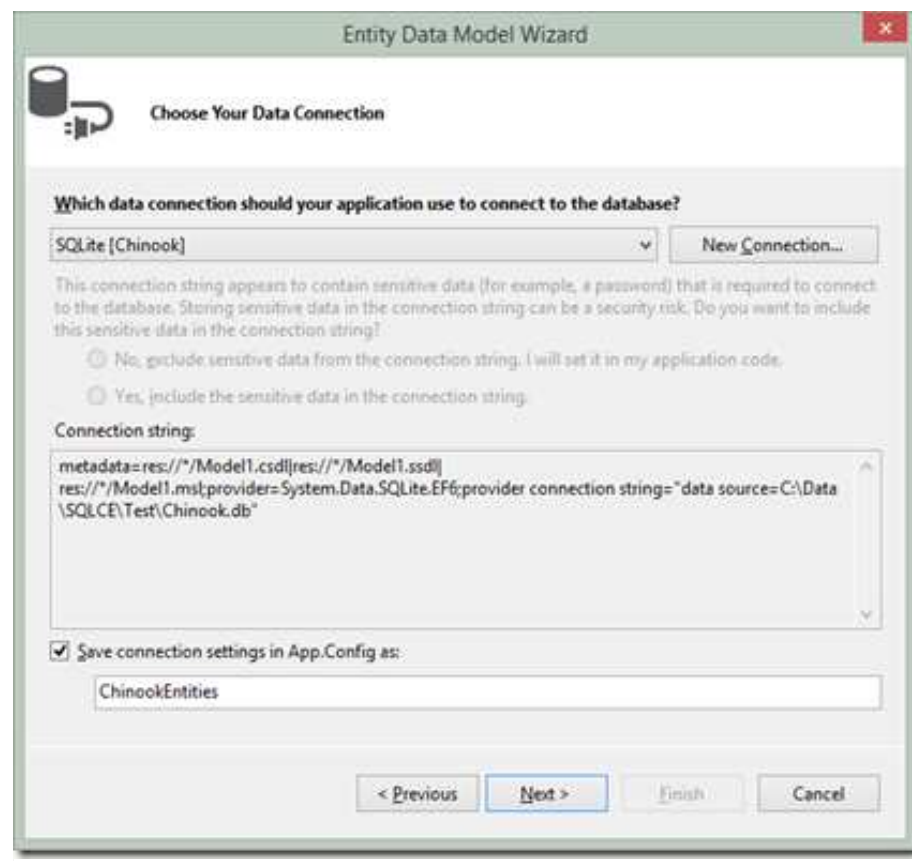 Entity Data Model Wizard
x
Choose Your Data Connection
Which data connection should your application use to connect to the database?
SQLite [Chinook]
New Connection...
This connection string appears to contain sensitive data (for example, a password) that is required to connect
to the database. Storing sensitive data in the connection string can be a security risk. Do you want to include
this sensitive data in the connection string?
No, exclude sensitive data from the connection string. I will set it in my application code.
Yes, include the sensitive data in the connection string.
Connection string:
metadata=res://*/Model1.csdl|res://*/Model1.ssdl|
res://*/Model1.msl;provider=System.Data.SQLite.EF6;provider connection string="data source=C:\Data
\SQLCE\Test\Chinook.db"
Save connection settings in App.Config as:
ChinookEntities
< Previous
Next >
Finish
Cancel